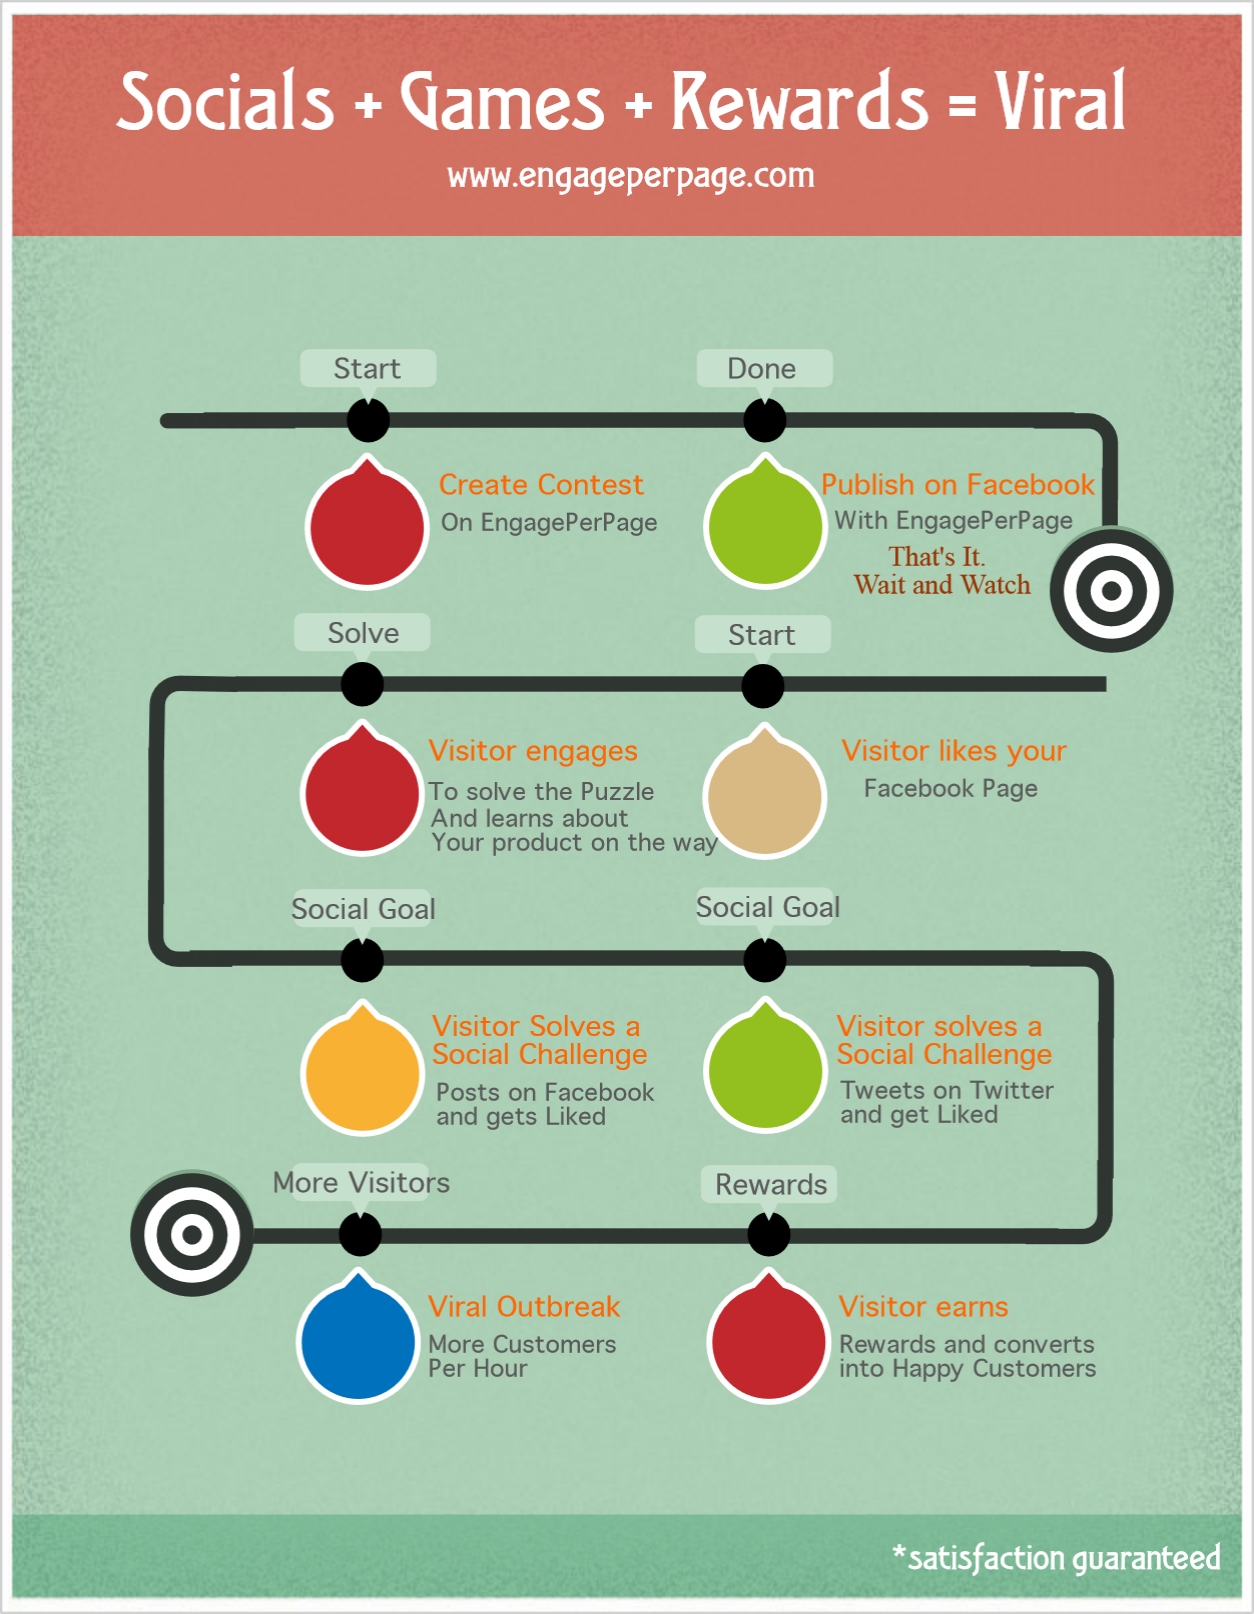 Socials + Games + Rewards = Viral
www.engageperpage.com
Start
Create Contest
On EngagePerPage
Done
Publish on Facebook
With EngagePerPage
That's It.
Wait and Watch
Start
Visitor likes your
Facebook Page
Solve
Visitor engages
To solve the Puzzle
And learns about
Your product on the way
Social Goal
Visitor Solves a
Social Challenge
Posts on Facebook
and gets Liked
Social Goal
Visitor solves a
Social Challenge
Tweets on Twitter
and get Liked
Rewards
Visitor earns
Rewards and converts
into Happy Customers
More Visitors
Viral Outbreak
More Customers
Per Hour
*satisfaction guaranteed